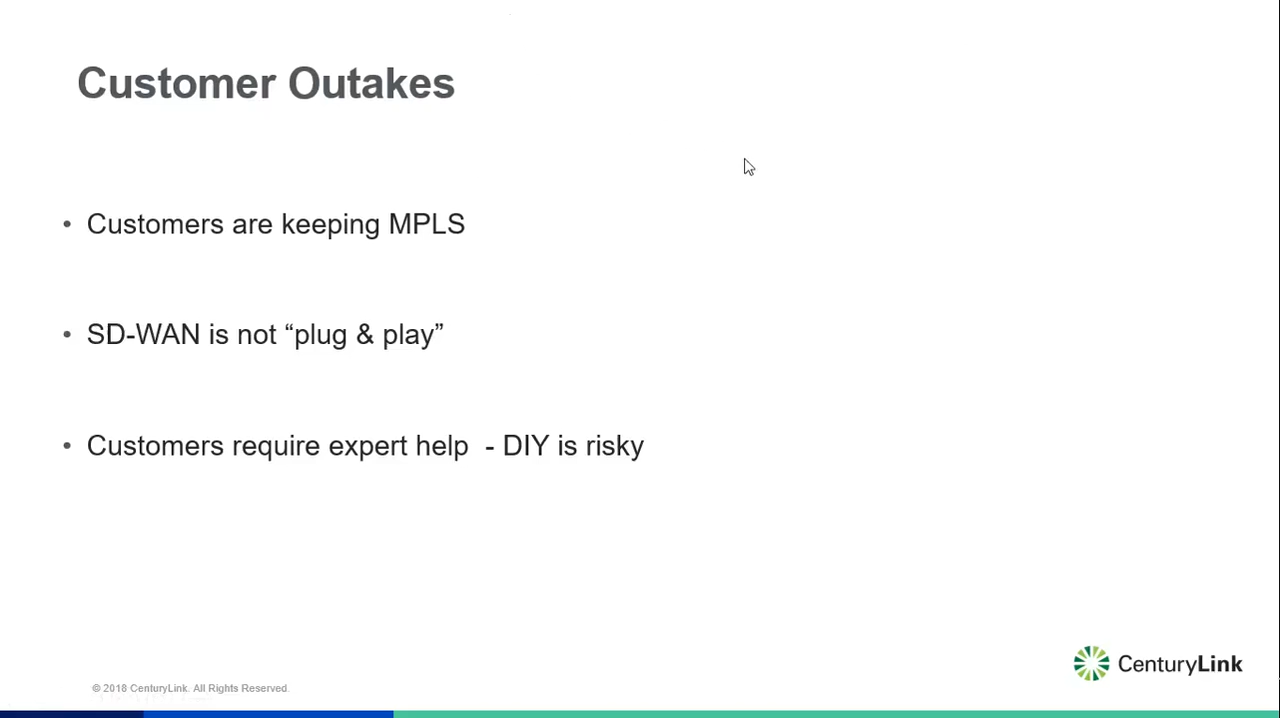 Customer Outakes
• Customers are keeping MPLS
• SD-WAN is not “plug & play”
• Customers require expert help  - DIY is risky
CenturyLink
© 2018 CenturyLink. All Rights Reserved.